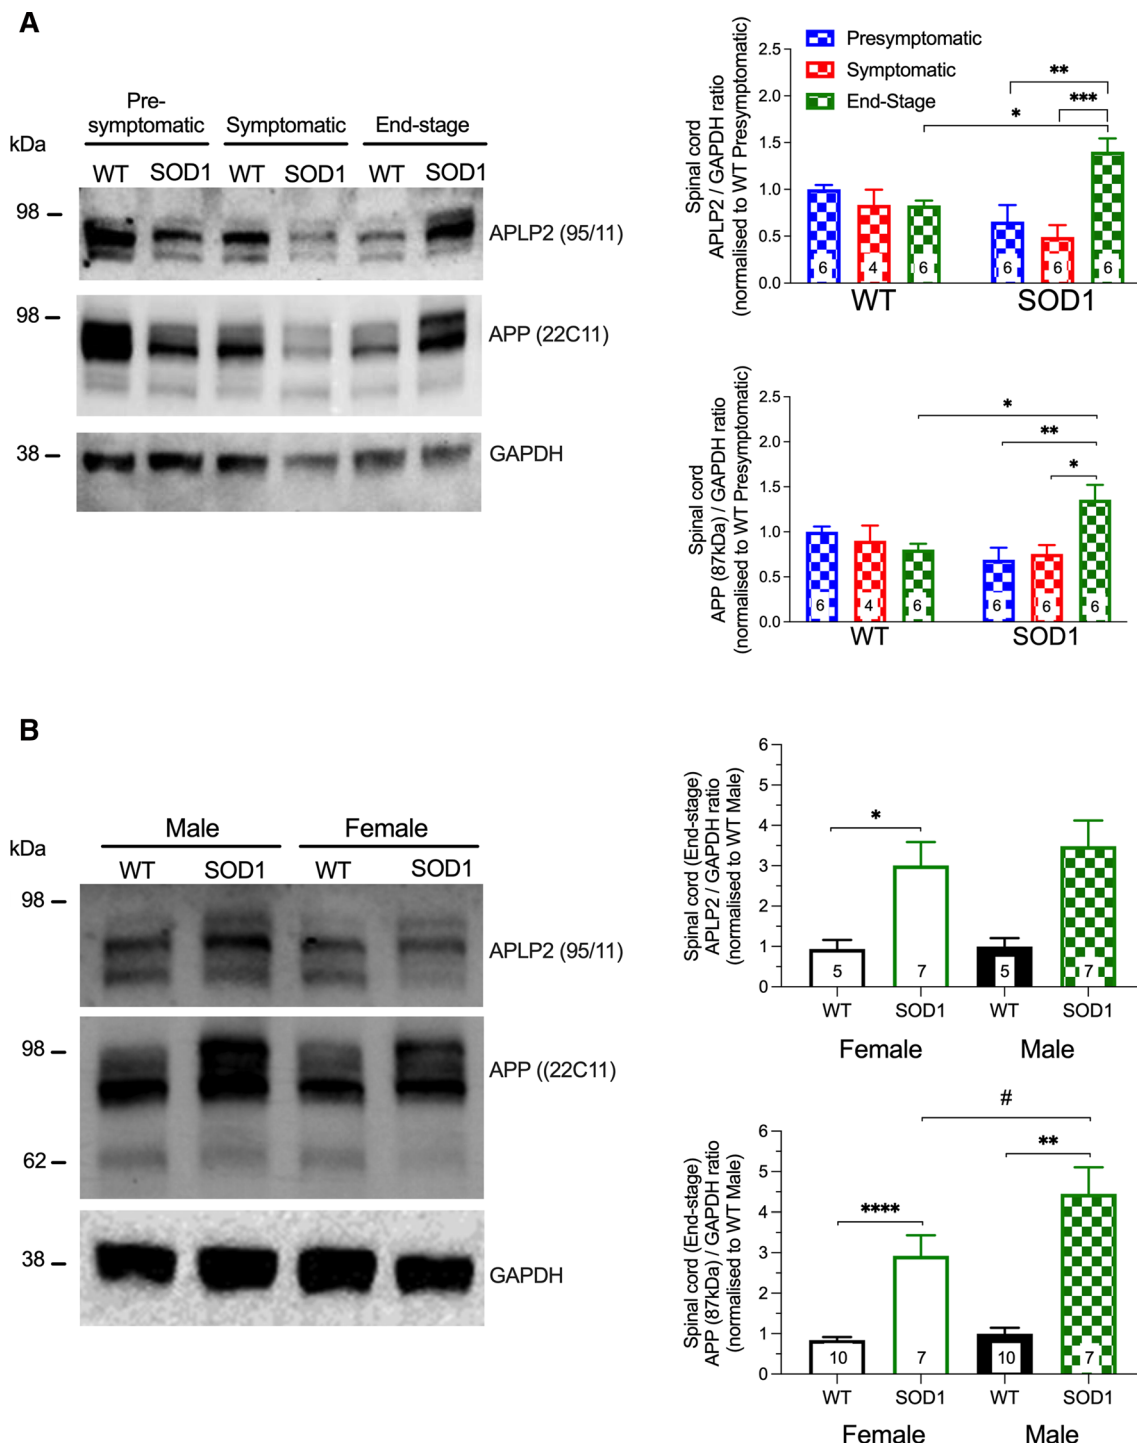 A
Pre-
symptomatic
Symptomatic
End-stage
kDa
WT SOD1 WT SOD1 WT SOD1
98
APLP2 (95/11)
98
APP (22C11)
38
GAPDH
Presymptomatic
Symptomatic
End-Stage
Spinal cord
APLP2 / GAPDH ratio
(normalised to WT Presymptomatic)
2.5
2.0
1.5
1.0
0.5
0.0
**
***
*
6 4 6 6 6 6
WT SOD1
Spinal cord
APP (87kDa) / GAPDH ratio
(normalised to WT Presymptomatic)
2.5
2.0
1.5
1.0
0.5
0.0
*
**
*
6 4 6 6 6 6
WT SOD1
B
Male Female
kDa
WT SOD1 WT SOD1
98
APLP2 (95/11)
98
APP ((22C11)
62
38
GAPDH
Spinal cord (End-stage)
APLP2 / GAPDH ratio
(normalised to WT Male)
6
5
4
3
2
1
0
*
5 7 5 7
WT SOD1 WT SOD1
Female Male
Spinal cord (End-stage)
APP (87kDa) / GAPDH ratio
(normalised to WT Male)
6
5
4
3
2
1
0
#
**
****
10 7 10 7
WT SOD1 WT SOD1
Female Male